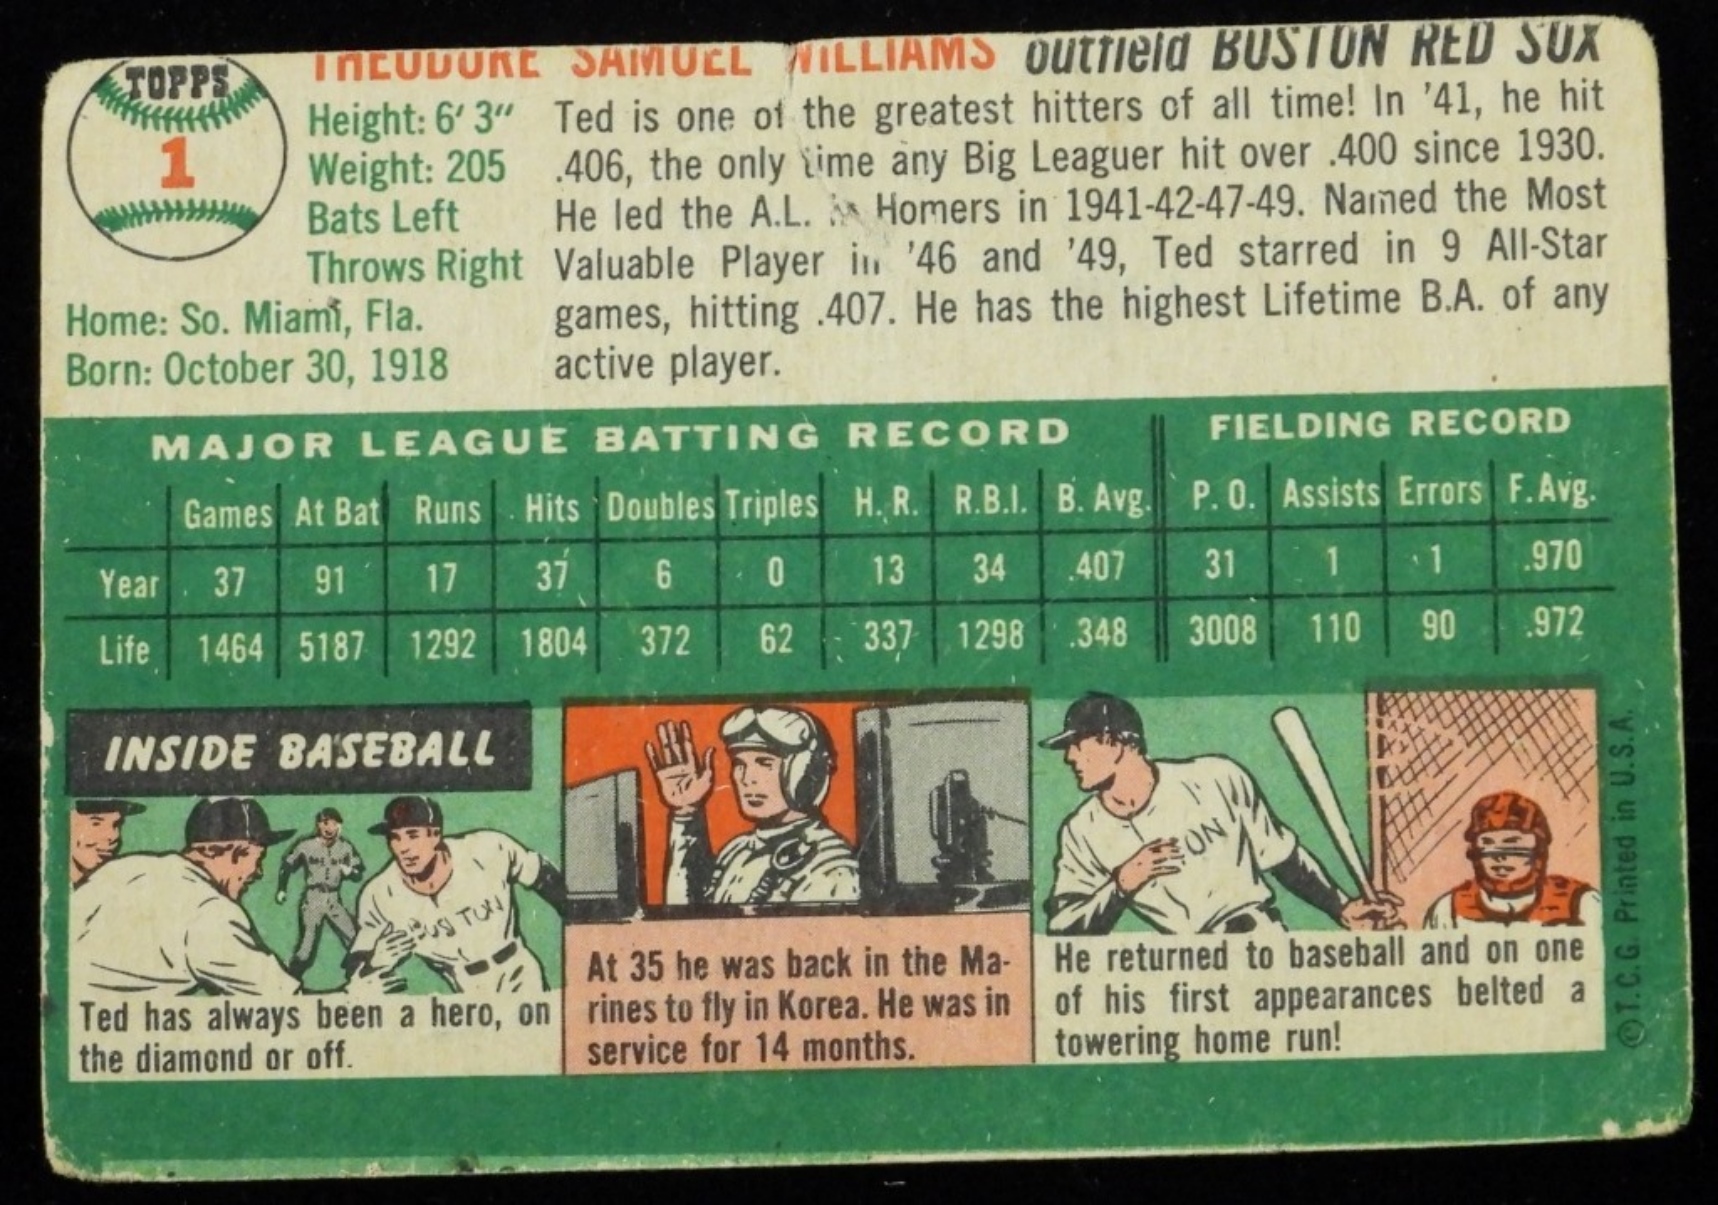 TOPPS
1
THEODORE SAMUEL WILLIAMS outfield BOSTON RED SOX
Height: 6' 3"
Weight: 205
Bats Left
Throws Right
Home: So. Miami, Fla.
Born: October 30, 1918
Ted is one of the greatest hitters of all time! In '41, he hit
.406, the only time any Big Leaguer hit over .400 since 1930.
He led the A.L. in Homers in 1941-42-47-49. Named the Most
Valuable Player in '46 and '49, Ted starred in 9 All-Star
games, hitting .407. He has the highest Lifetime B.A. of any
active player.
MAJOR LEAGUE BATTING RECORD FIELDING RECORD
Games At Bat Runs Hits Doubles Triples H. R. R.B.I. B. Avg. P. O. Assists Errors F. Avg.
Year 37 91 17 37 6 0 13 34 .407 31 1 1 .970
Life 1464 5187 1292 1804 372 62 337 1298 .348 3008 110 90 .972
INSIDE BASEBALL
BOSTON
Ted has always been a hero, on
the diamond or off.
At 35 he was back in the Ma-
rines to fly in Korea. He was in
service for 14 months.
TON
He returned to baseball and on one
of his first appearances belted a
towering home run!
© T. C. G. Printed in U. S. A.